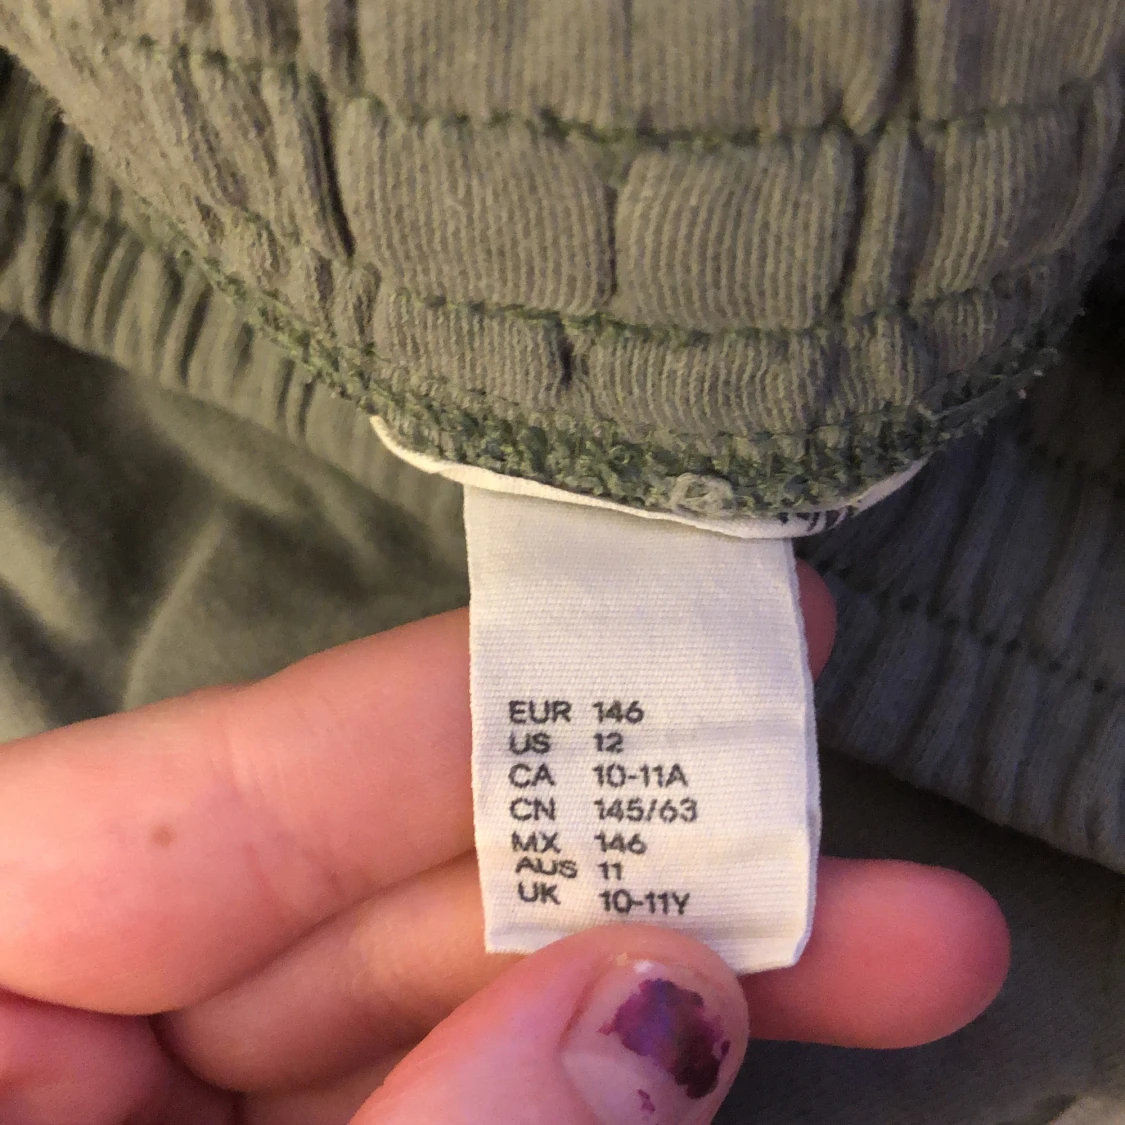 EUR 146
US 12
CA 10-11A
CN 145/63
MX 146
AUS 11
UK 10-11Y